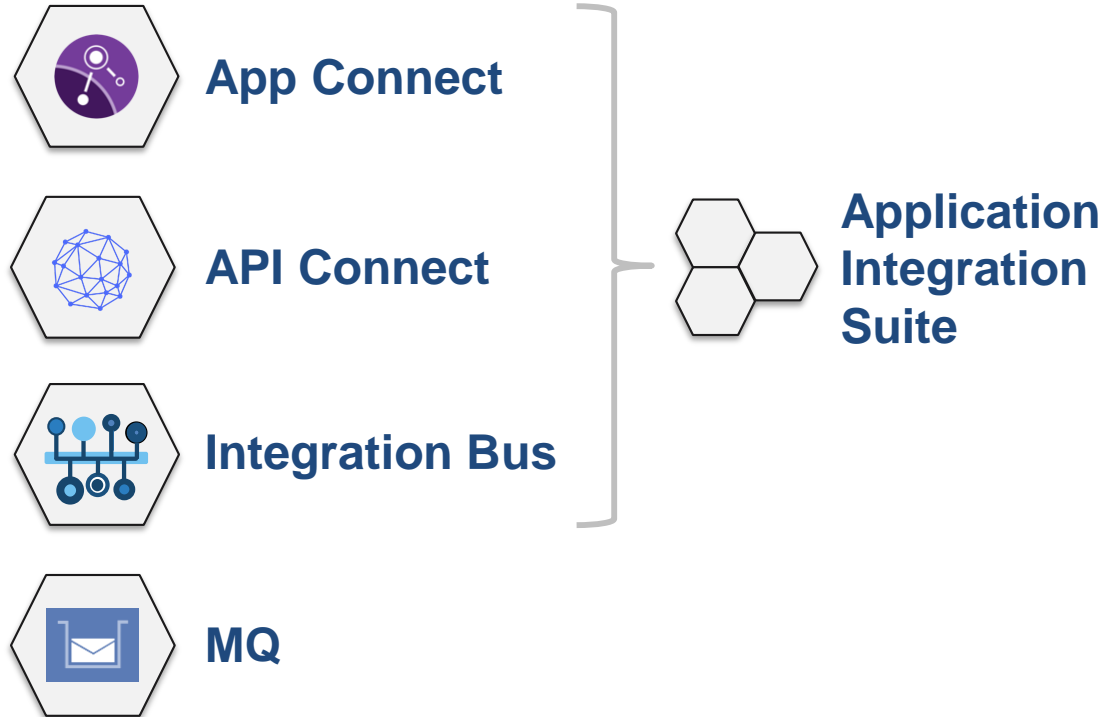 App Connect
API Connect
Application
Integration
Suite
Integration Bus
MQ